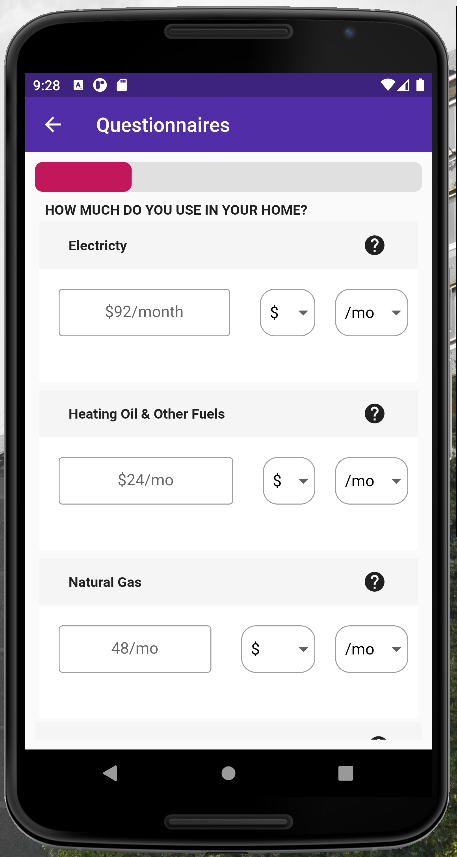 9:28
Questionnaires
HOW MUCH DO YOU USE IN YOUR HOME?
Electricty
$92/month $ /mo
Heating Oil & Other Fuels
$24/mo $ /mo
Natural Gas
48/mo $ /mo